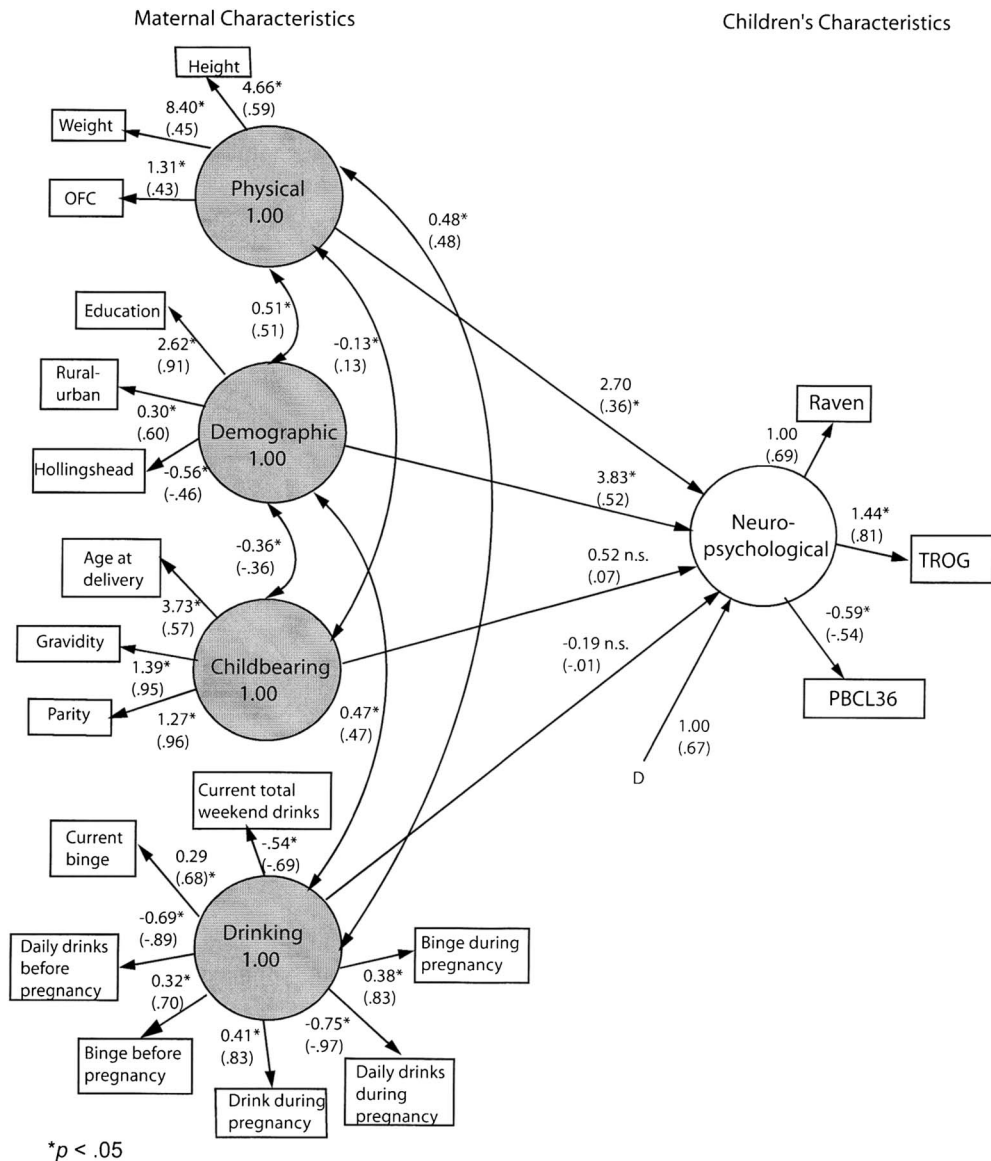 Maternal Characteristics
Children's Characteristics
Height
4.66*
(.59)
8.40*
(.45)
Weight
1.31*
(.43)
OFC
Physical
1.00
0.48*
(.48)
Education
2.62*
(.91)
0.51*
(.51)
-0.13*
(.13)
Rural-
urban
0.30*
(.60)
Hollingshead
-0.56*
(-.46)
Demographic
1.00
2.70
(.36)*
3.83*
(.52)
Raven
1.00
(.69)
Neuro-
psychological
1.44*
(.81)
TROG
-0.59*
(-.54)
PBCL36
Age at
delivery
3.73*
(.57)
-0.36*
(-.36)
0.52 n.s.
(.07)
Gravidity
1.39*
(.95)
Parity
1.27*
(.96)
Childbearing
1.00
0.47*
(.47)
-0.19 n.s.
(-.01)
1.00
(.67)
D
Current total
weekend drinks
-.54*
(-.69)
Current
binge
0.29
(.68)*
-0.69*
(-.89)
Daily drinks
before
pregnancy
Drinking
1.00
0.32*
(.70)
Binge before
pregnancy
0.41*
(.83)
Drink during
pregnancy
-0.75*
(-.97)
Daily drinks
during
pregnancy
0.38*
(.83)
Binge during
pregnancy
*p < .05